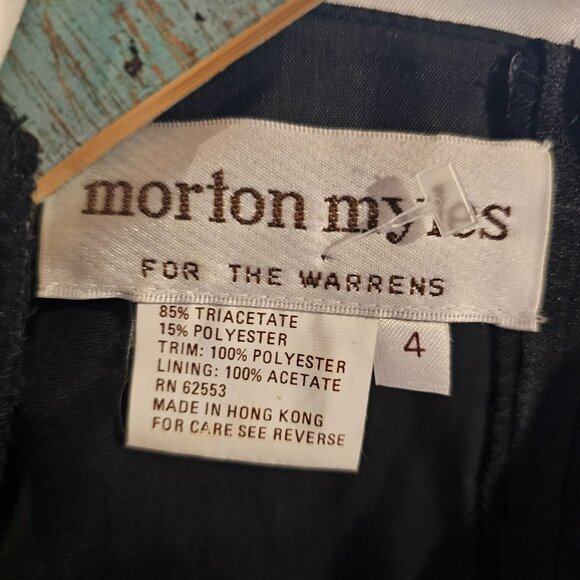 morton myles
FOR THE WARRENS
85% TRIACETATE
15% POLYESTER
TRIM: 100% POLYESTER
LINING: 100% ACETATE
RN 62553
MADE IN HONG KONG
FOR CARE SEE REVERSE
4